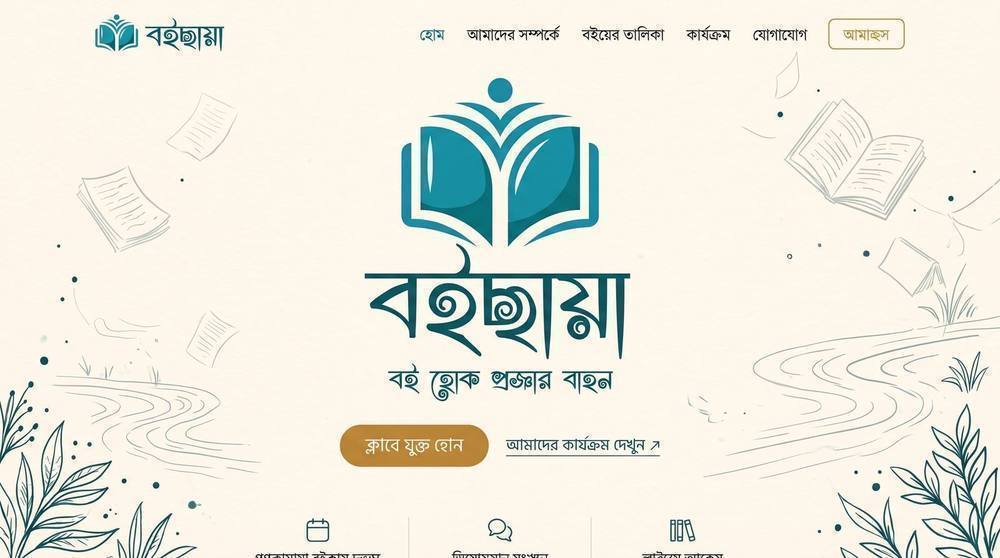 বইছায়া
হোম আমাদের সম্পর্কে বইয়ের তালিকা কার্যক্রম যোগাযোগ
বইছায়া
বই হোক প্রজ্ঞার বাহন
ক্লাবে যুক্ত হোন আমাদের কার্যক্রম দেখুন ↗